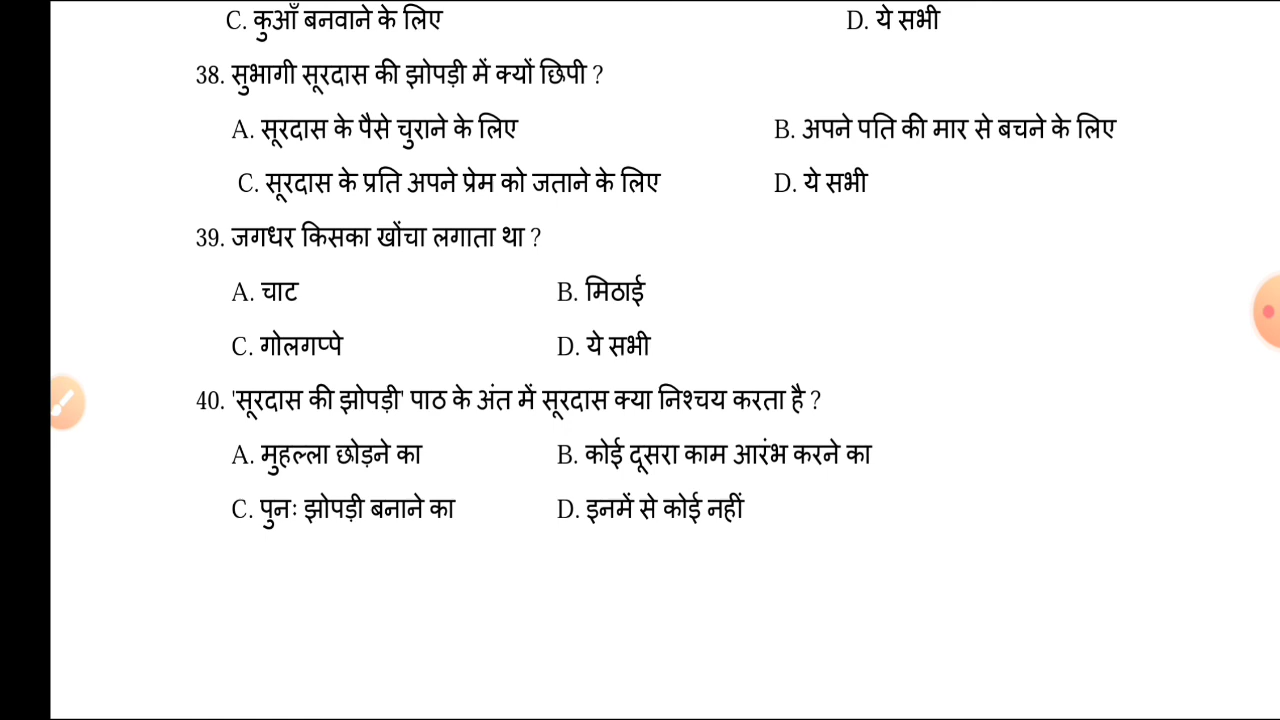 C. कुआँ बनवाने के लिए D. ये सभी
38. सुभागी सूरदास की झोपड़ी में क्यों छिपी ?
A. सूरदास के पैसे चुराने के लिए B. अपने पति की मार से बचने के लिए
C. सूरदास के प्रति अपने प्रेम को जताने के लिए D. ये सभी
39. जगधर किसका खोंचा लगाता था ?
A. चाट B. मिठाई
C. गोलगप्पे D. ये सभी
40. 'सूरदास की झोपड़ी' पाठ के अंत में सूरदास क्या निश्चय करता है ?
A. मुहल्ला छोड़ने का B. कोई दूसरा काम आरंभ करने का
C. पुनः झोपड़ी बनाने का D. इनमें से कोई नहीं